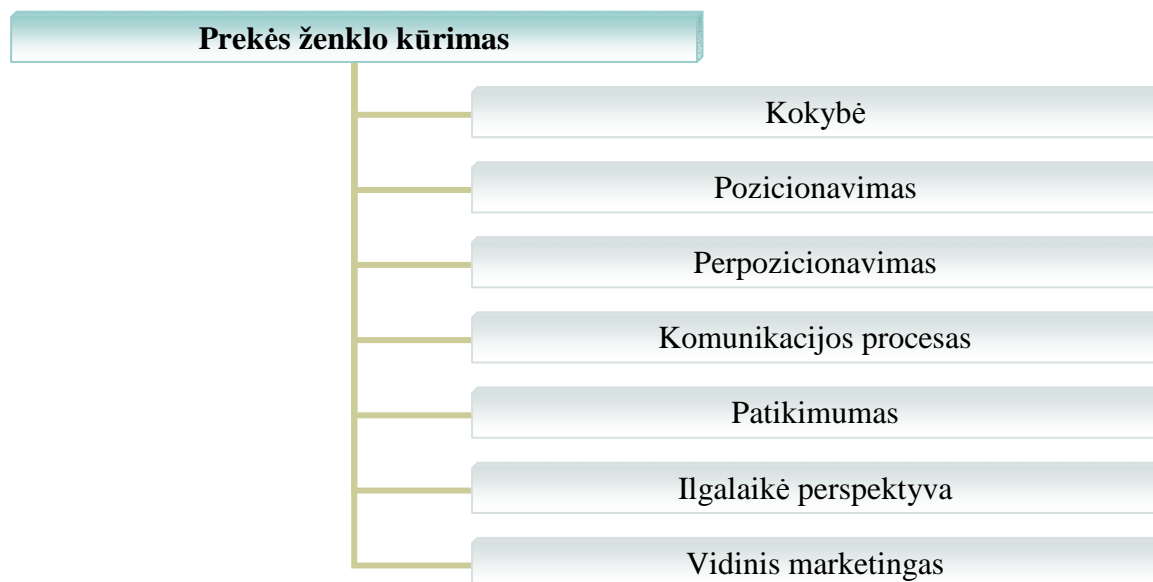 Prekės ženklo kūrimas
Kokybė
Pozicionavimas
Perpozicionavimas
Komunikacijos procesas
Patikimumas
Ilgalaikė perspektyva
Vidinis marketingas